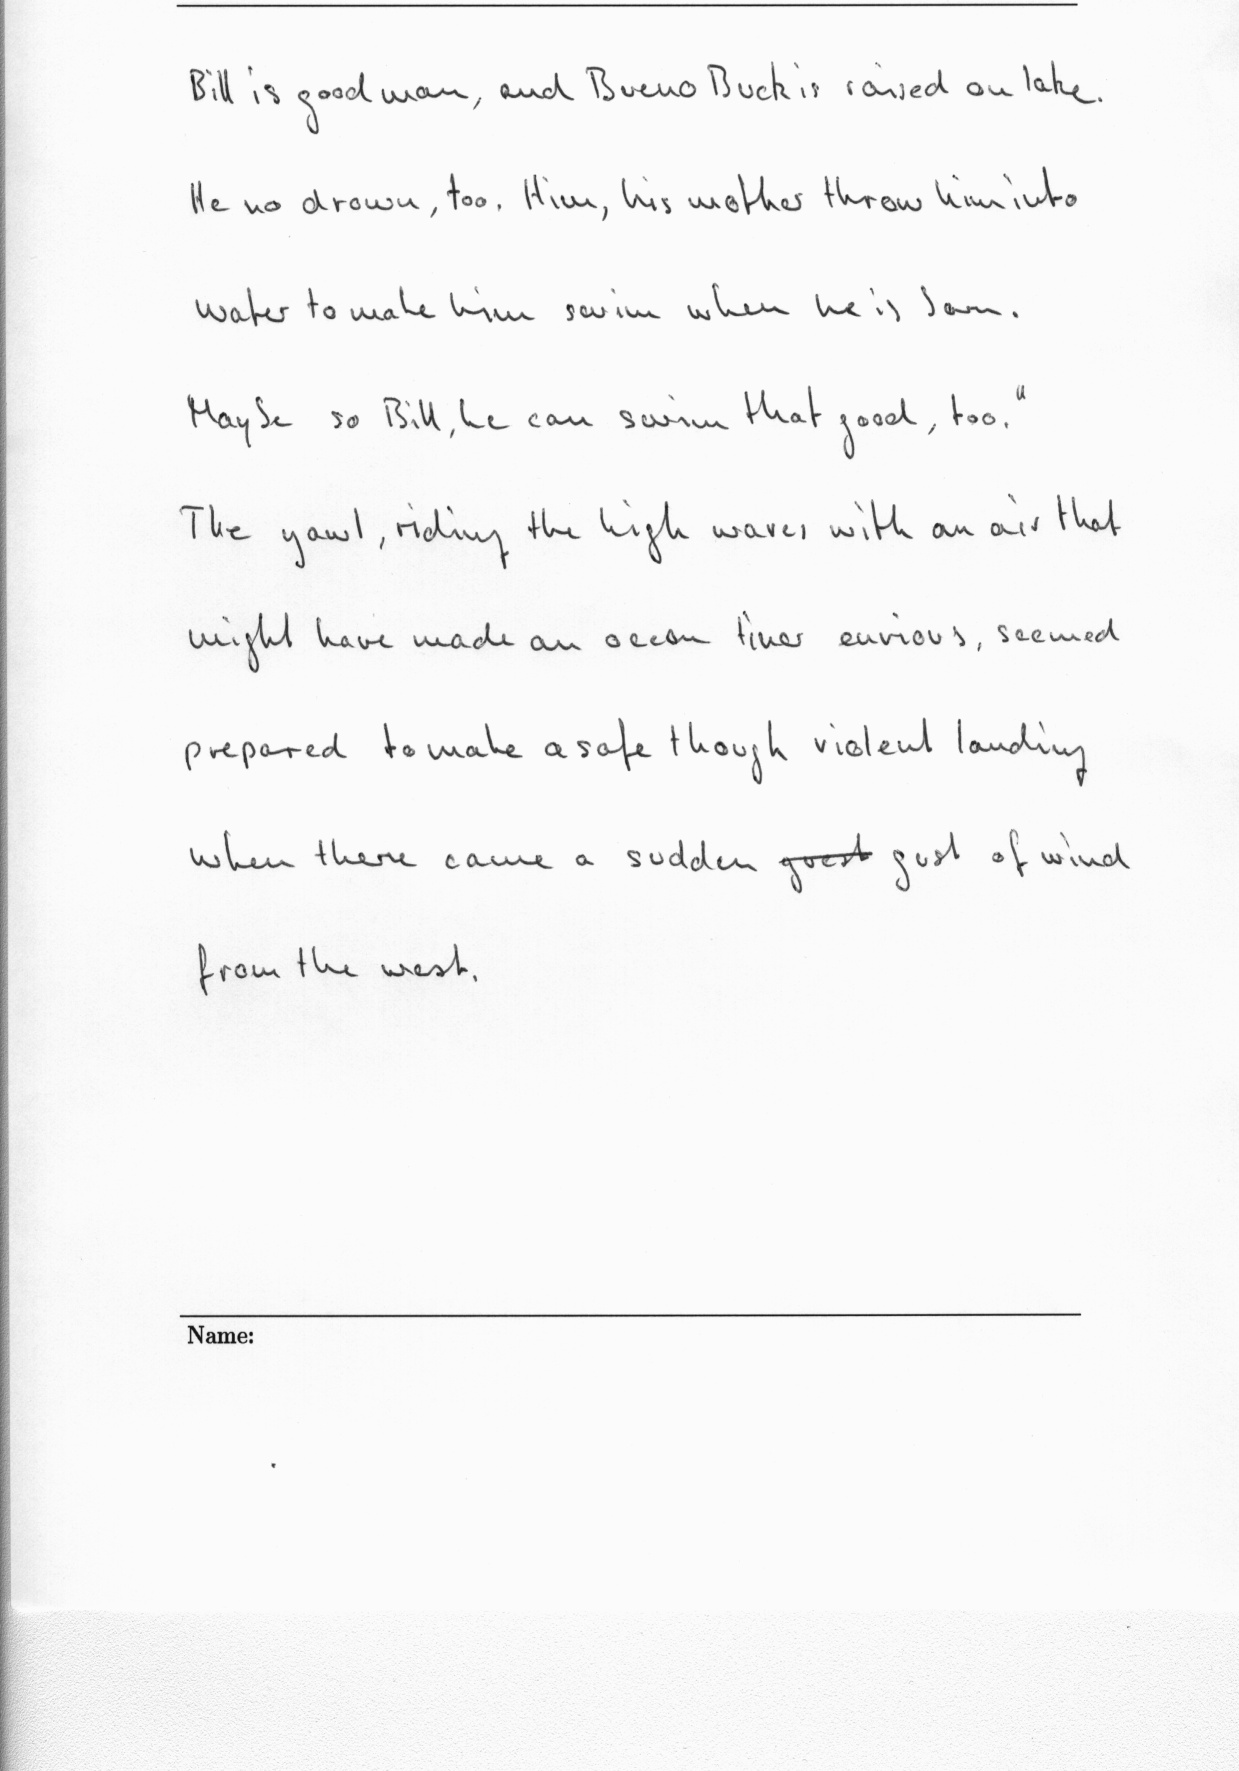 Bill is good man, and Bueno Buck is raised on lake.
He no drown, too. Him, his mother throw him into
water to make him swim when he is born.
Maybe so Bill, he can swim that good, too."
The yawl, riding the high waves with an air that
might have made an ocean liner envious, seemed
prepared to make a safe though violent landing
when there came a sudden guest gust of wind
from the west.
Name: